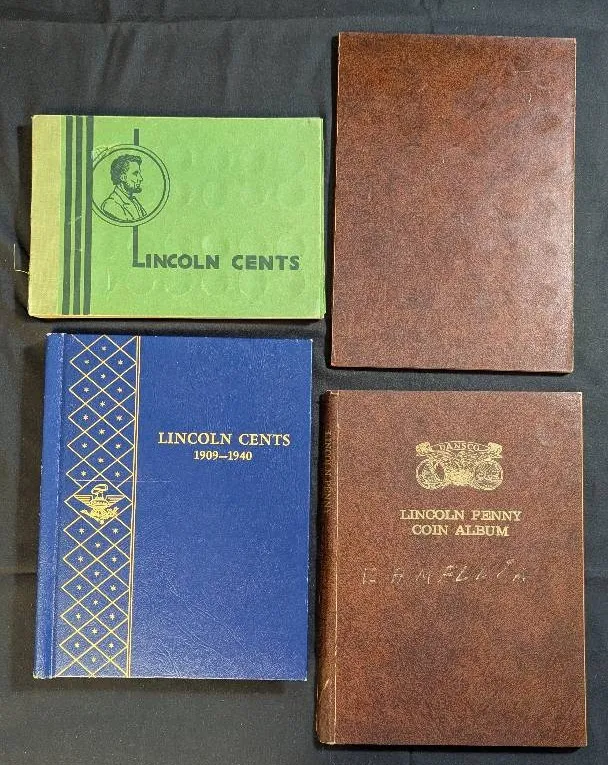 LINCOLN CENTS
LINCOLN CENTS
1909—1940
DANSCO
LINCOLN PENNY
COIN ALBUM